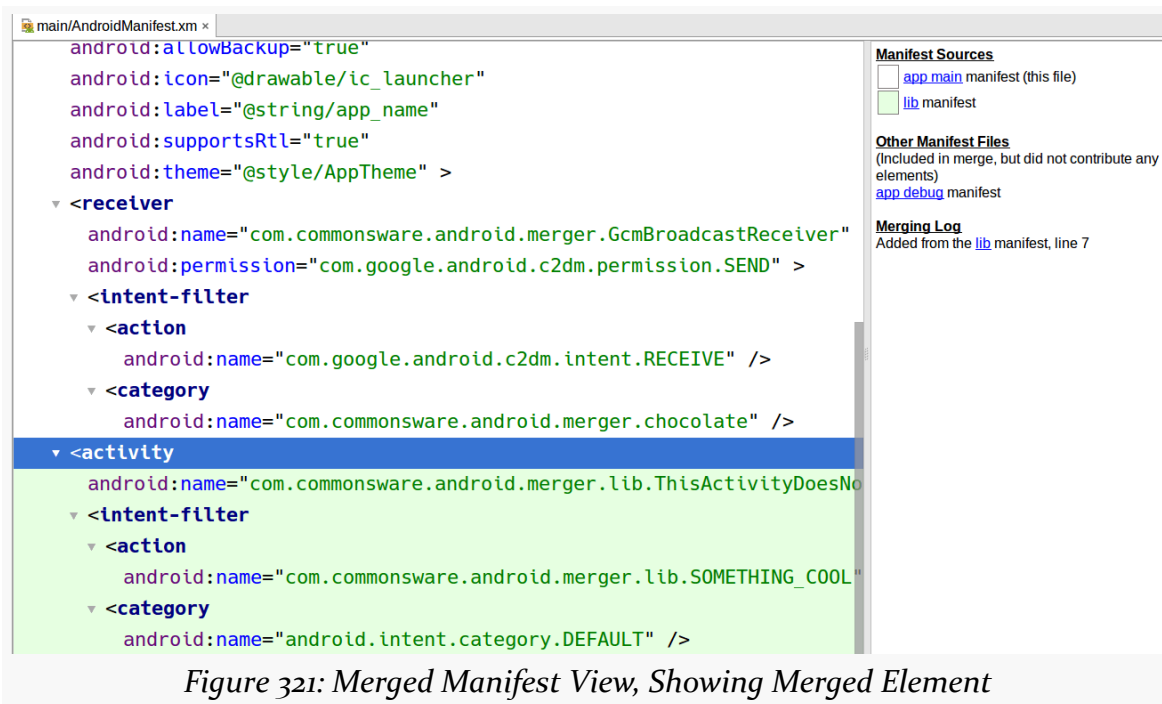 main/AndroidManifest.xm ×
android:allowBackup="true"
android:icon="@drawable/ic_launcher"
android:label="@string/app_name"
android:supportsRtl="true"
android:theme="@style/AppTheme" >
<receiver
android:name="com.commonsware.android.merger.GcmBroadcastReceiver"
android:permission="com.google.android.c2dm.permission.SEND" >
<intent-filter
<action
android:name="com.google.android.c2dm.intent.RECEIVE" />
<category
android:name="com.commonsware.android.merger.chocolate" />
<activity
android:name="com.commonsware.android.merger.lib.ThisActivityDoesNo
<intent-filter
<action
android:name="com.commonsware.android.merger.lib.SOMETHING_COOL"
<category
android:name="android.intent.category.DEFAULT" />
Manifest Sources
app main manifest (this file)
lib manifest
Other Manifest Files
(Included in merge, but did not contribute any
elements)
app debug manifest
Merging Log
Added from the lib manifest, line 7
Figure 321: Merged Manifest View, Showing Merged Element